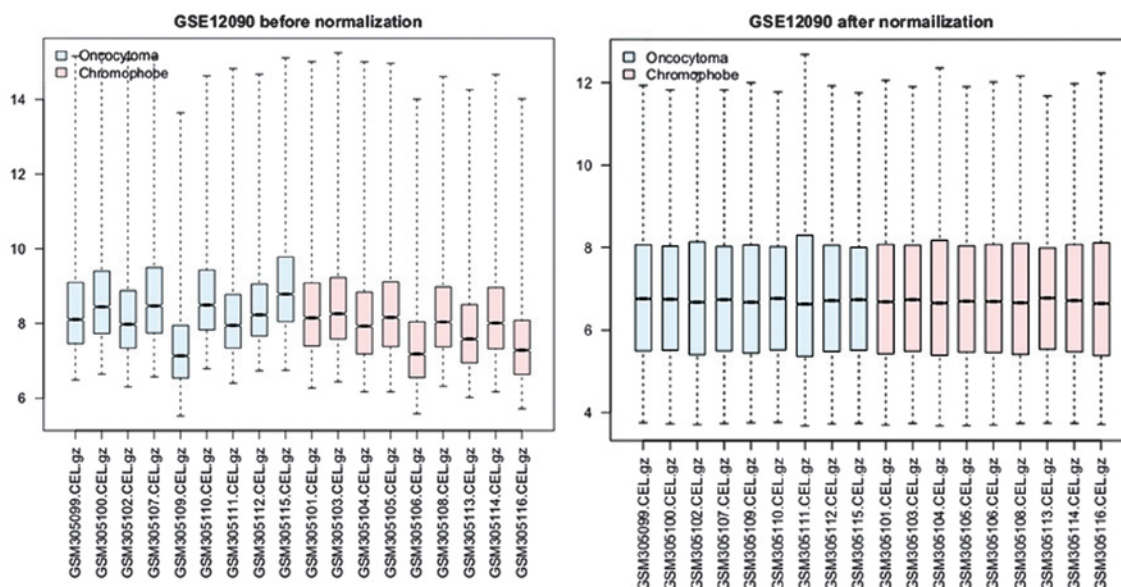 GSE12090 before normalization
Oncocytoma
Chromophobe
14
12
10
8
6
GSM305099.CEL.gz
GSM305100.CEL.gz
GSM305102.CEL.gz
GSM305107.CEL.gz
GSM305109.CEL.gz
GSM305110.CEL.gz
GSM305111.CEL.gz
GSM305112.CEL.gz
GSM305115.CEL.gz
GSM305101.CEL.gz
GSM305103.CEL.gz
GSM305104.CEL.gz
GSM305105.CEL.gz
GSM305106.CEL.gz
GSM305108.CEL.gz
GSM305113.CEL.gz
GSM305114.CEL.gz
GSM305116.CEL.gz
GSE12090 after normailization
Oncocytoma
Chromophobe
12
10
8
6
4
GSM305099.CEL.gz
GSM305100.CEL.gz
GSM305102.CEL.gz
GSM305107.CEL.gz
GSM305109.CEL.gz
GSM305110.CEL.gz
GSM305111.CEL.gz
GSM305112.CEL.gz
GSM305115.CEL.gz
GSM305101.CEL.gz
GSM305103.CEL.gz
GSM305104.CEL.gz
GSM305105.CEL.gz
GSM305106.CEL.gz
GSM305108.CEL.gz
GSM305113.CEL.gz
GSM305114.CEL.gz
GSM305116.CEL.gz